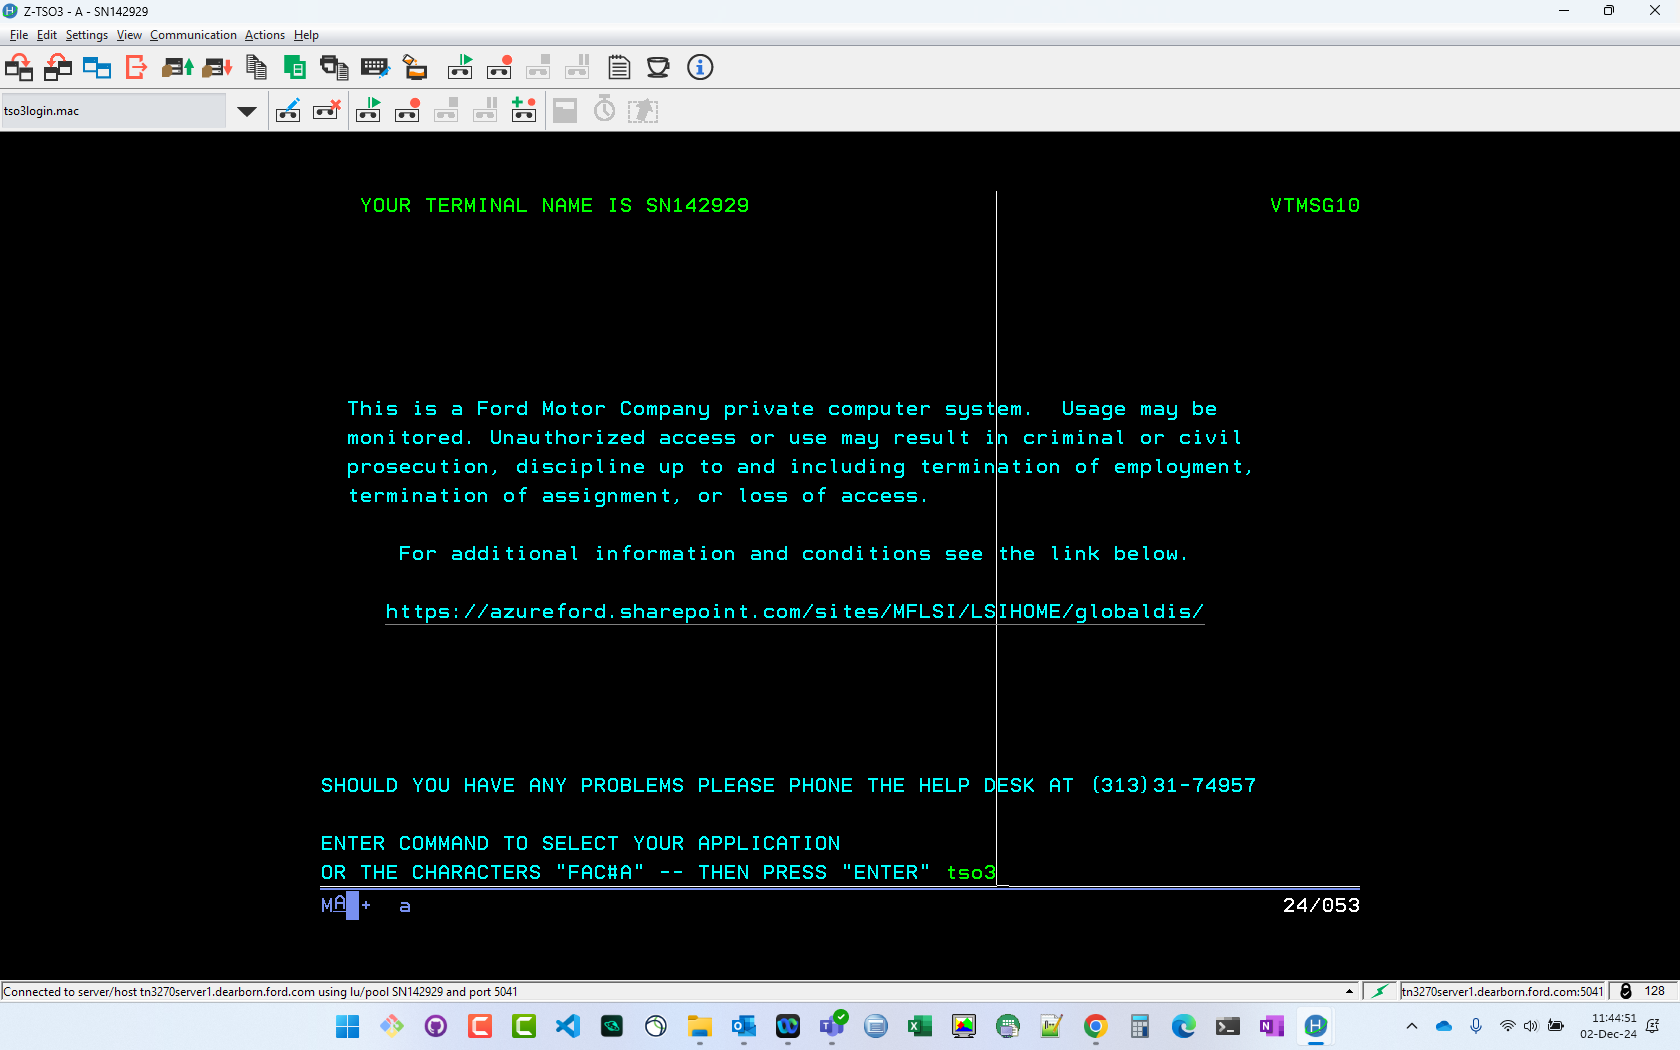 Z-TSO3 - A - SN142929
File Edit Settings View Communication Actions Help
tso3login.mac
YOUR TERMINAL NAME IS SN142929 VTMSG10
This is a Ford Motor Company private computer system.  Usage may be
monitored. Unauthorized access or use may result in criminal or civil
prosecution, discipline up to and including termination of employment,
termination of assignment, or loss of access.
For additional information and conditions see the link below.
https://azureford.sharepoint.com/sites/MFLSI/LSIHOME/globaldis/
SHOULD YOU HAVE ANY PROBLEMS PLEASE PHONE THE HELP DESK AT (313)31-74957
ENTER COMMAND TO SELECT YOUR APPLICATION
OR THE CHARACTERS "FAC#A" -- THEN PRESS "ENTER" tso3
MA + a 24/053
Connected to server/host tn3270server1.dearborn.ford.com using lu/pool SN142929 and port 5041 tn3270server1.dearborn.ford.com:5041 128
11:44:51
02-Dec-24